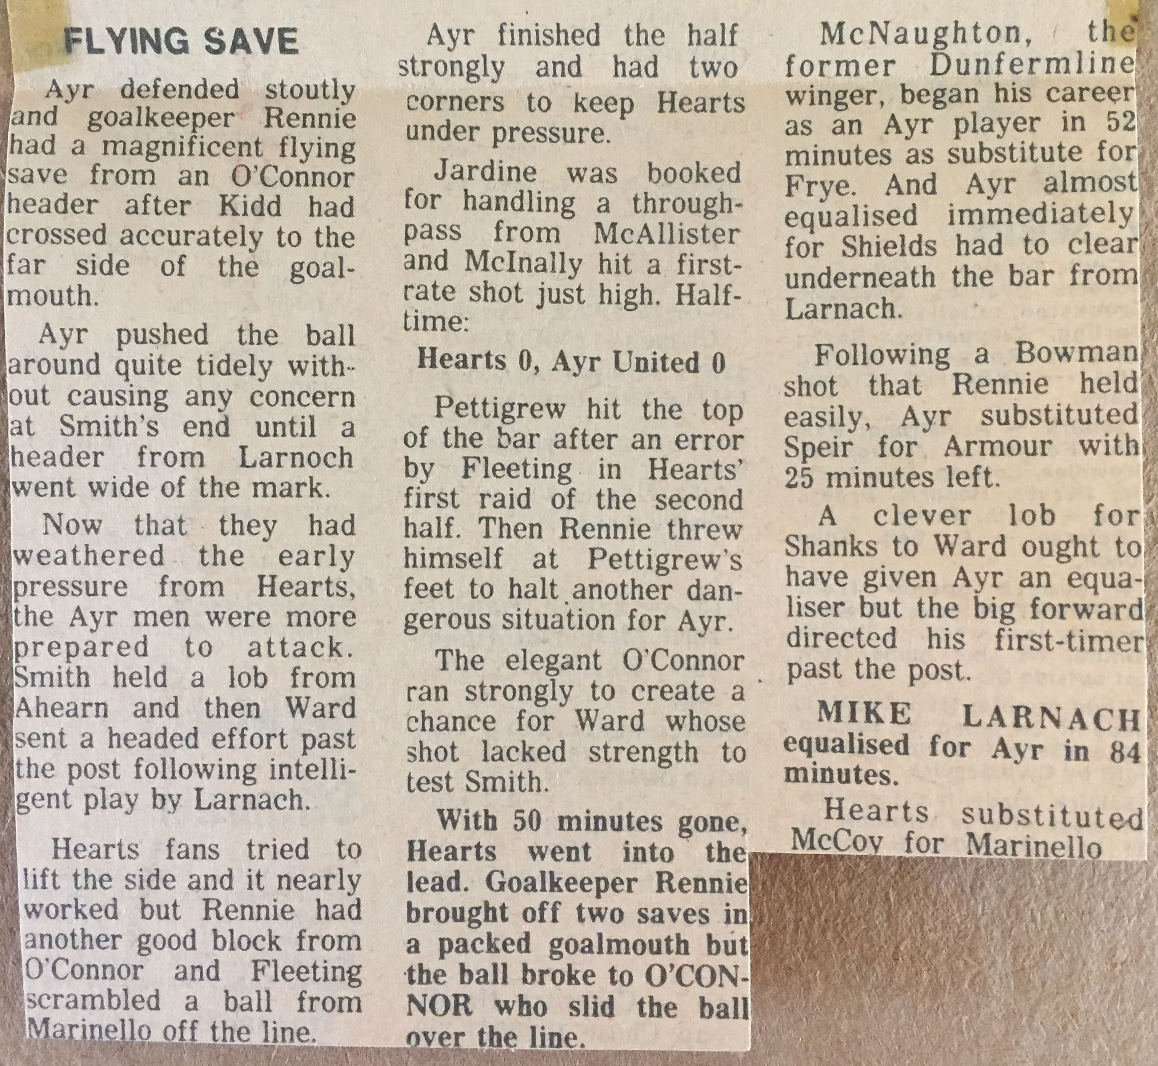 FLYING SAVE
Ayr defended stoutly
and goalkeeper Rennie
had a magnificent flying
save from an O'Connor
header after Kidd had
crossed accurately to the
far side of the goal-
mouth.
Ayr pushed the ball
around quite tidely with-
out causing any concern
at Smith's end until a
header from Larnoch
went wide of the mark.
Now that they had
weathered the early
pressure from Hearts,
the Ayr men were more
prepared to attack.
Smith held a lob from
Ahearn and then Ward
sent a headed effort past
the post following intelli-
gent play by Larnach.
Hearts fans tried to
lift the side and it nearly
worked but Rennie had
another good block from
O'Connor and Fleeting
scrambled a ball from
Marinello off the line.
Ayr finished the half
strongly and had two
corners to keep Hearts
under pressure.
Jardine was booked
for handling a through-
pass from McAllister
and McInally hit a first-
rate shot just high. Half-
time:
Hearts 0, Ayr United 0
Pettigrew hit the top
of the bar after an error
by Fleeting in Hearts'
first raid of the second
half. Then Rennie threw
himself at Pettigrew's
feet to halt another dan-
gerous situation for Ayr.
The elegant O'Connor
ran strongly to create a
chance for Ward whose
shot lacked strength to
test Smith.
With 50 minutes gone,
Hearts went into the
lead. Goalkeeper Rennie
brought off two saves in
a packed goalmouth but
the ball broke to O'CON-
NOR who slid the ball
over the line.
McNaughton, the
former Dunfermline
winger, began his career
as an Ayr player in 52
minutes as substitute for
Frye. And Ayr almost
equalised immediately
for Shields had to clear
underneath the bar from
Larnach.
Following a Bowman
shot that Rennie held
easily, Ayr substituted
Speir for Armour with
25 minutes left.
A clever lob for
Shanks to Ward ought to
have given Ayr an equa-
liser but the big forward
directed his first-timer
past the post.
MIKE LARNACH
equalised for Ayr in 84
minutes.
Hearts substituted
McCoy for Marinello